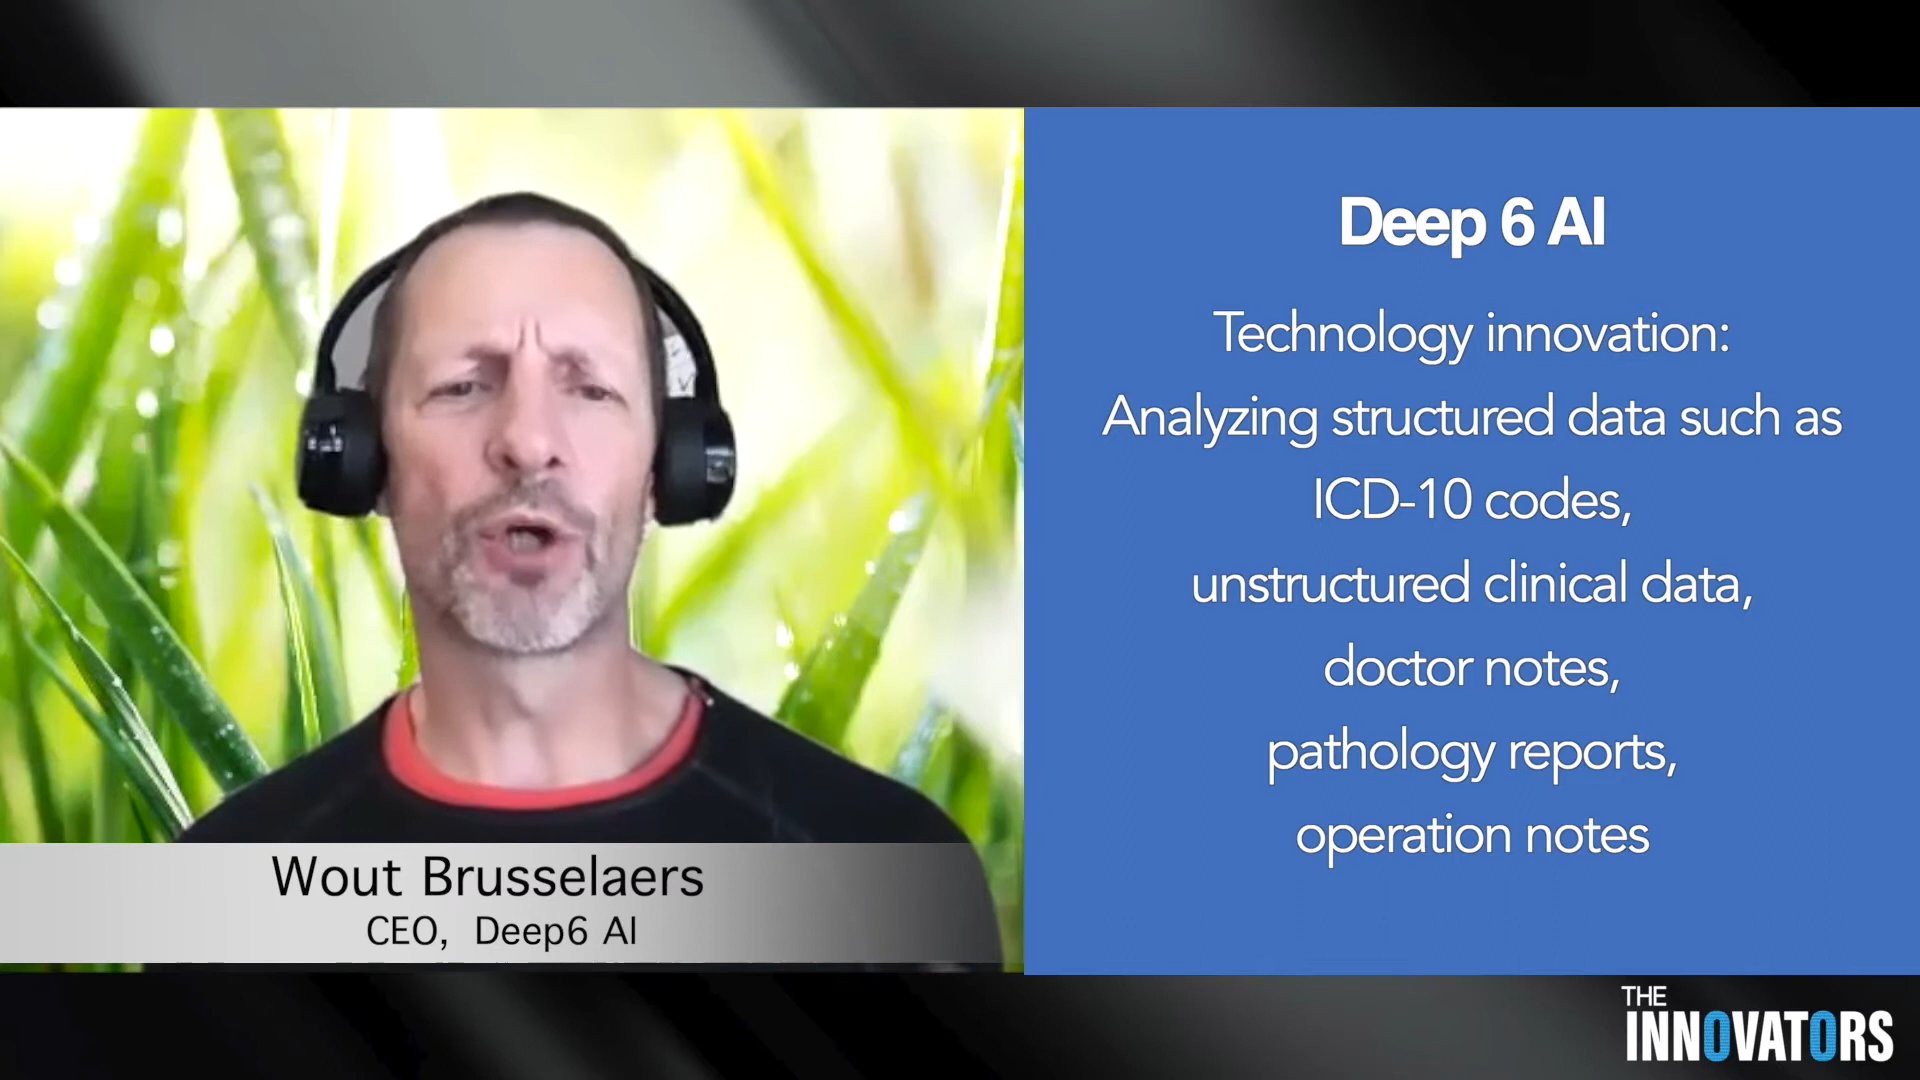 Deep 6 AI
Technology innovation:
Analyzing structured data such as
ICD-10 codes,
unstructured clinical data,
doctor notes,
pathology reports,
operation notes
Wout Brusselaers
CEO, Deep6 AI
THE
INNOVATORS